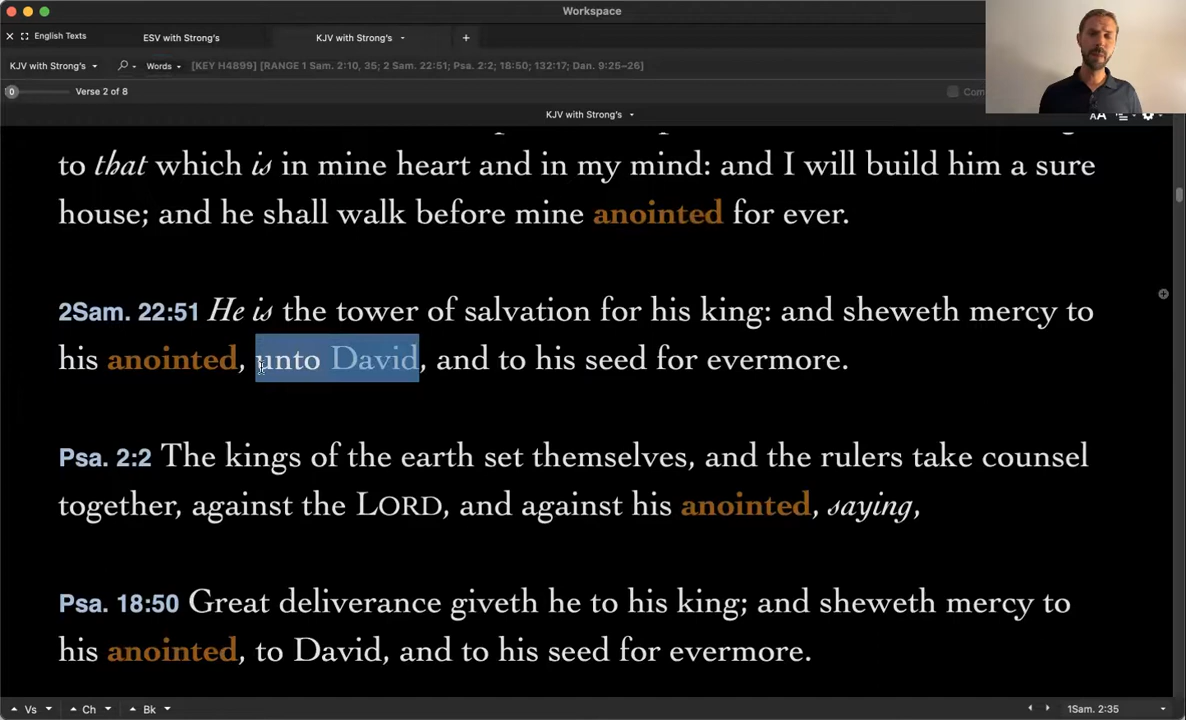 Workspace
English Texts
ESV with Strong's
KJV with Strong's
+
KJV with Strong's
Words
[KEY H4899] [RANGE 1 Sam. 2:10, 35; 2 Sam. 22:51; Psa. 2:2; 18:50; 132:17; Dan. 9:25-26]
0
Verse 2 of 8
Com
KJV with Strong's
AA
to that which is in mine heart and in my mind: and I will build him a sure
house; and he shall walk before mine anointed for ever.
2Sam. 22:51 He is the tower of salvation for his king: and sheweth mercy to
his anointed, unto David, and to his seed for evermore.
Psa. 2:2 The kings of the earth set themselves, and the rulers take counsel
together, against the LORD, and against his anointed, saying,
Psa. 18:50 Great deliverance giveth he to his king; and sheweth mercy to
his anointed, to David, and to his seed for evermore.
Vs
Ch
Bk
1Sam. 2:35